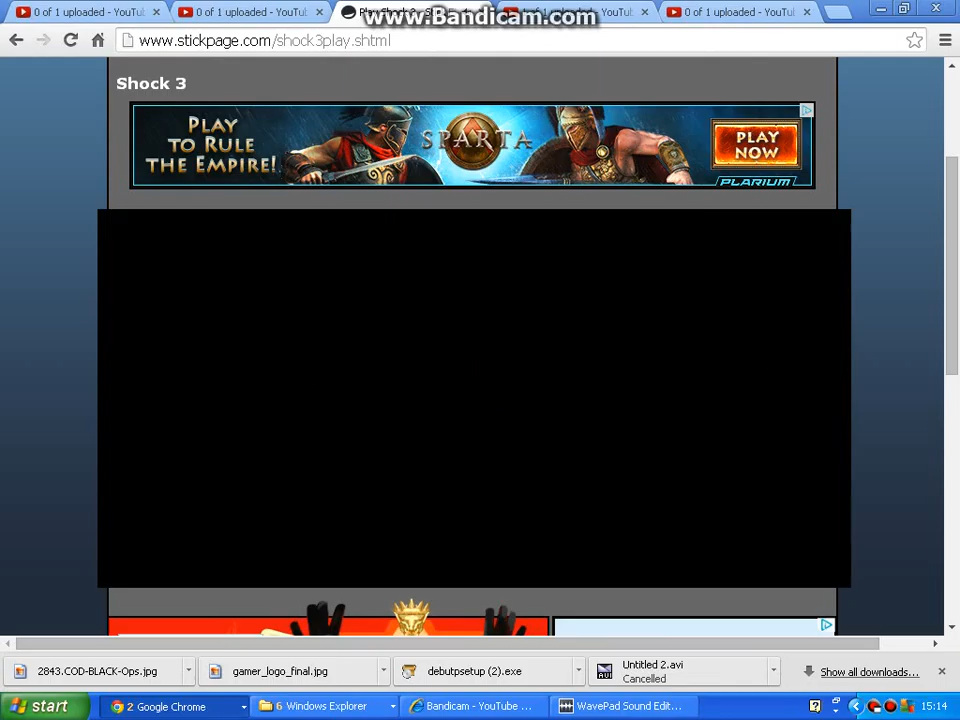 0 of 1 uploaded - YouTu
0 of 1 uploaded - YouTu
www.Bandicam.com
0 of 1 uploaded - YouTu
www.stickpage.com/shock3play.shtml
Shock 3
PLAY
TO RULE
THE EMPIRE!
SPARTA
PLAY
NOW
PLARIUM
2843.COD-BLACK-Ops.jpg
gamer_logo_final.jpg
debutpsetup (2).exe
AVI
Untitled 2.avi
Cancelled
Show all downloads...
start
2 Google Chrome
6 Windows Explorer
Bandicam - YouTube ...
WavePad Sound Edit...
15:14